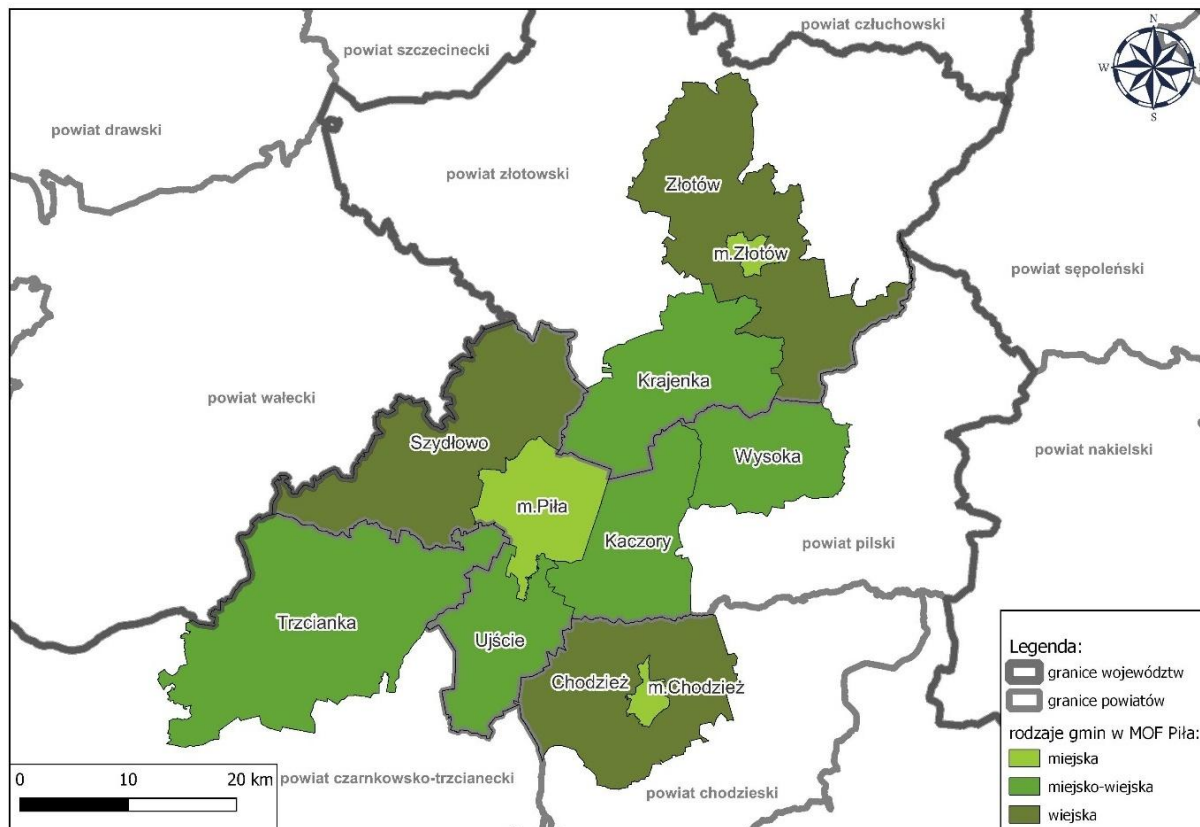 powiat szczecinecki
powiat człuchowski
N
W
E
S
powiat drawski
powiat złotowski
Złotów
m.Złotów
powiat sępoleński
Krajenka
powiat wałecki
Szydłowo
Wysoka
powiat nakielski
m.Piła
Kaczory
powiat pilski
Trzcianka
Ujście
Chodzież
m.Chodzież
Legenda:
granice województw
granice powiatów
rodzaje gmin w MOF Piła:
miejska
miejsko-wiejska
wiejska
0 10 20 km
powiat czarnkowsko-trzcianecki
powiat chodzieski